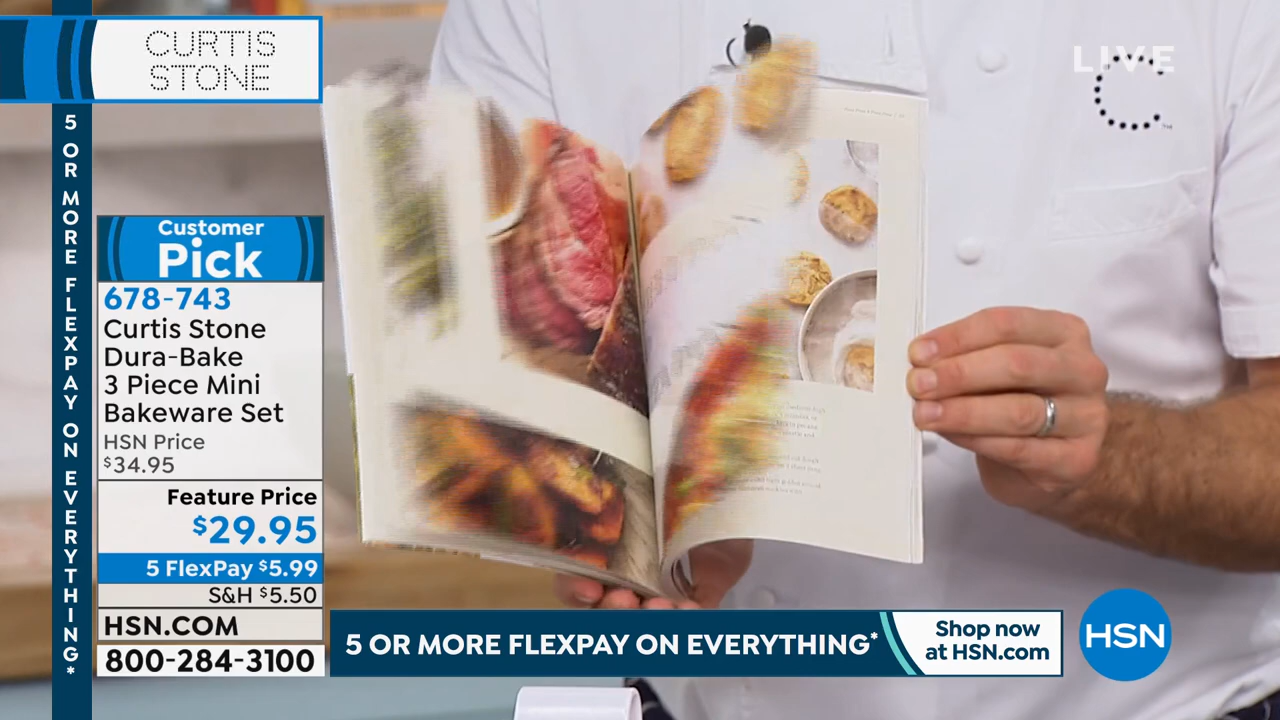 CURTIS
STONE
LIVE
5 OR MORE FLEXPAY ON EVERYTHING*
Customer
Pick
678-743
Curtis Stone
Dura-Bake
3 Piece Mini
Bakeware Set
HSN Price
$34.95
Feature Price
$29.95
5 FlexPay $5.99
S&H $5.50
HSN.COM
800-284-3100
5 OR MORE FLEXPAY ON EVERYTHING*
Shop now
at HSN.com
HSN